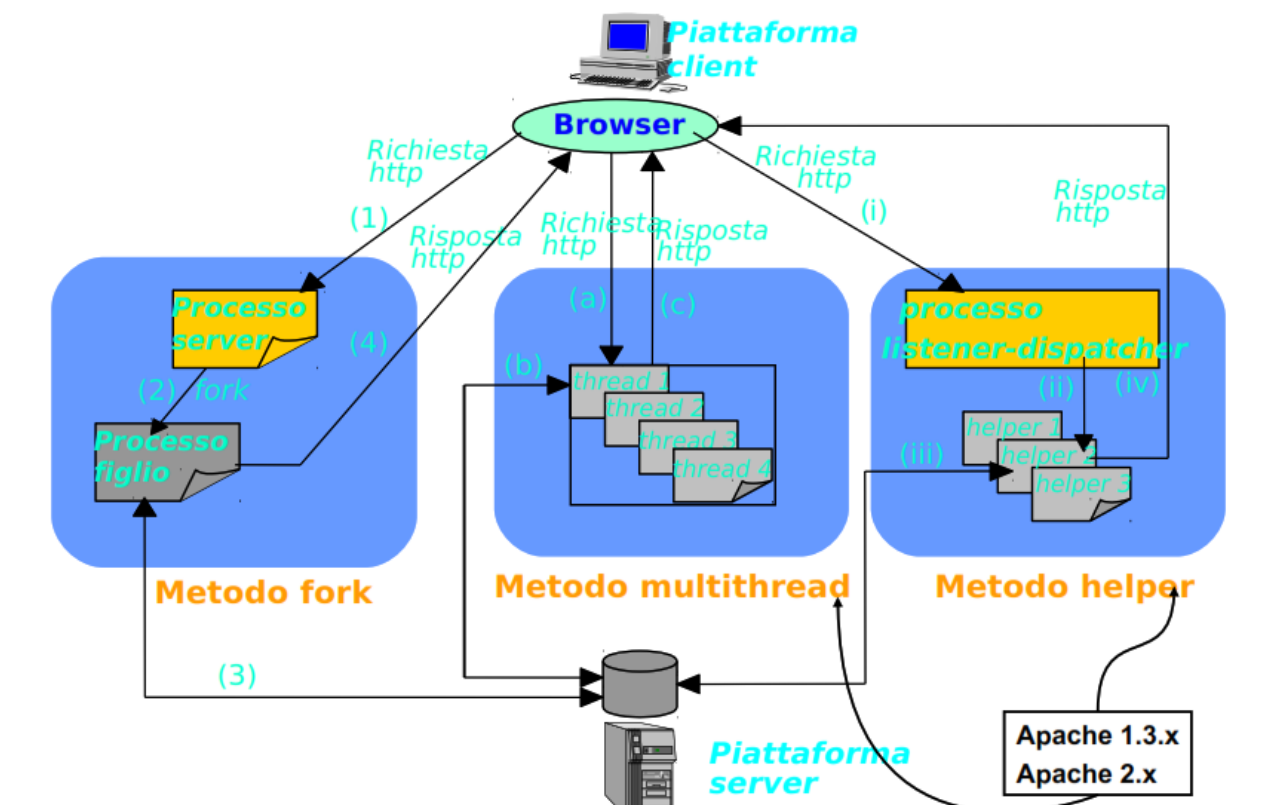 Piattaforma
client
Browser
Richiesta
http
(1)
Risposta
http
(4)
Richiesta
http
(a)
Risposta
http
(c)
Richiesta
http
(i)
Risposta
http
Processo
server
(2) fork
Processo
figlio
(b)
thread 1
thread 2
thread 3
thread 4
processo
listener-dispatcher
(ii)
(iv)
helper 1
helper 2
helper 3
(iii)
Metodo fork
Metodo multithread
Metodo helper
(3)
Piattaforma
server
Apache 1.3.x
Apache 2.x